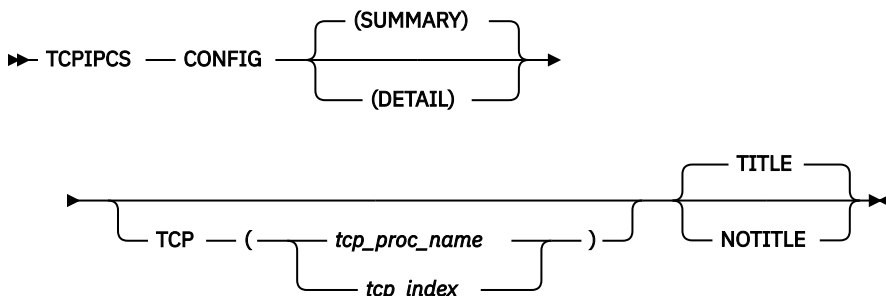 (SUMMARY)
TCPIPCS CONFIG
(DETAIL)
TITLE
TCP ( tcp_proc_name ) NOTITLE
tcp_index